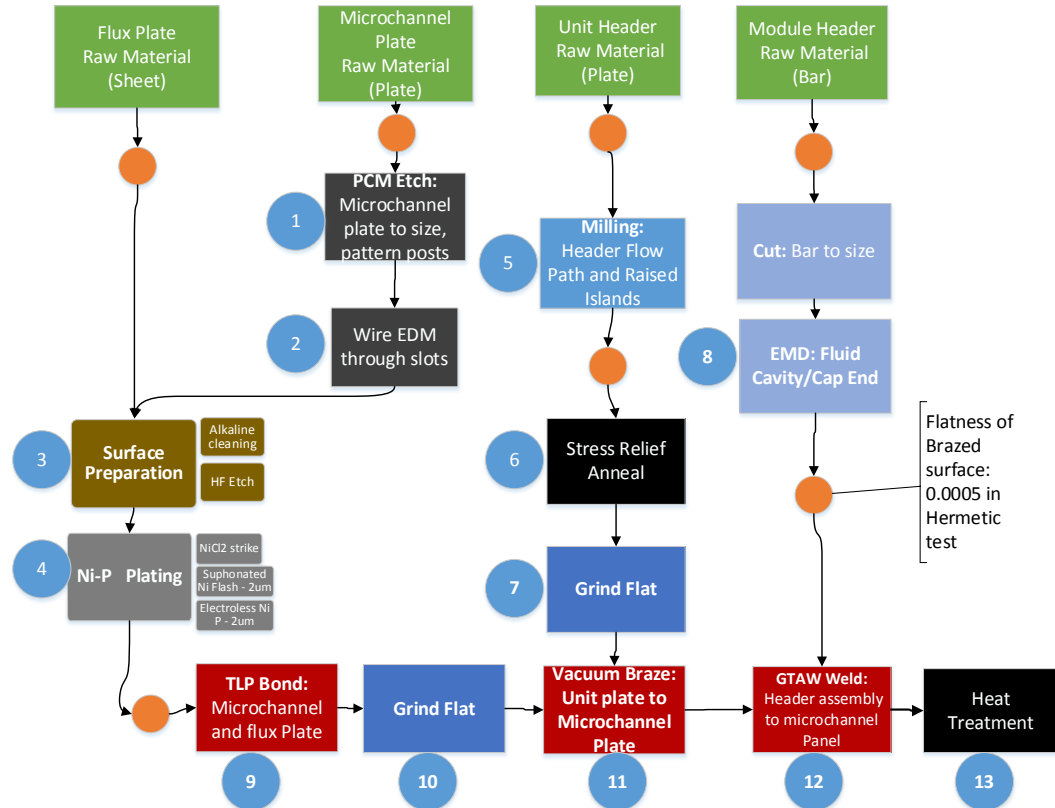 Flux Plate
Raw Material
(Sheet)
Microchannel
Plate
Raw Material
(Plate)
Unit Header
Raw Material
(Plate)
Module Header
Raw Material
(Bar)
1
PCM Etch:
Microchannel
plate to size,
pattern posts
5
Milling:
Header Flow
Path and Raised
Islands
Cut: Bar to size
2
Wire EDM
through slots
8
EMD: Fluid
Cavity/Cap End
3
Surface
Preparation
Alkaline
cleaning
HF Etch
6
Stress Relief
Anneal
Flatness of
Brazed
surface:
0.0005 in
Hermetic
test
4
Ni-P Plating
NiCl2 strike
Suphonated
Ni Flash - 2um
Electroless Ni
P - 2um
7
Grind Flat
TLP Bond:
Microchannel
and flux Plate
Grind Flat
Vacuum Braze:
Unit plate to
Microchannel
Plate
GTAW Weld:
Header assembly
to microchannel
Panel
Heat
Treatment
9
10
11
12
13